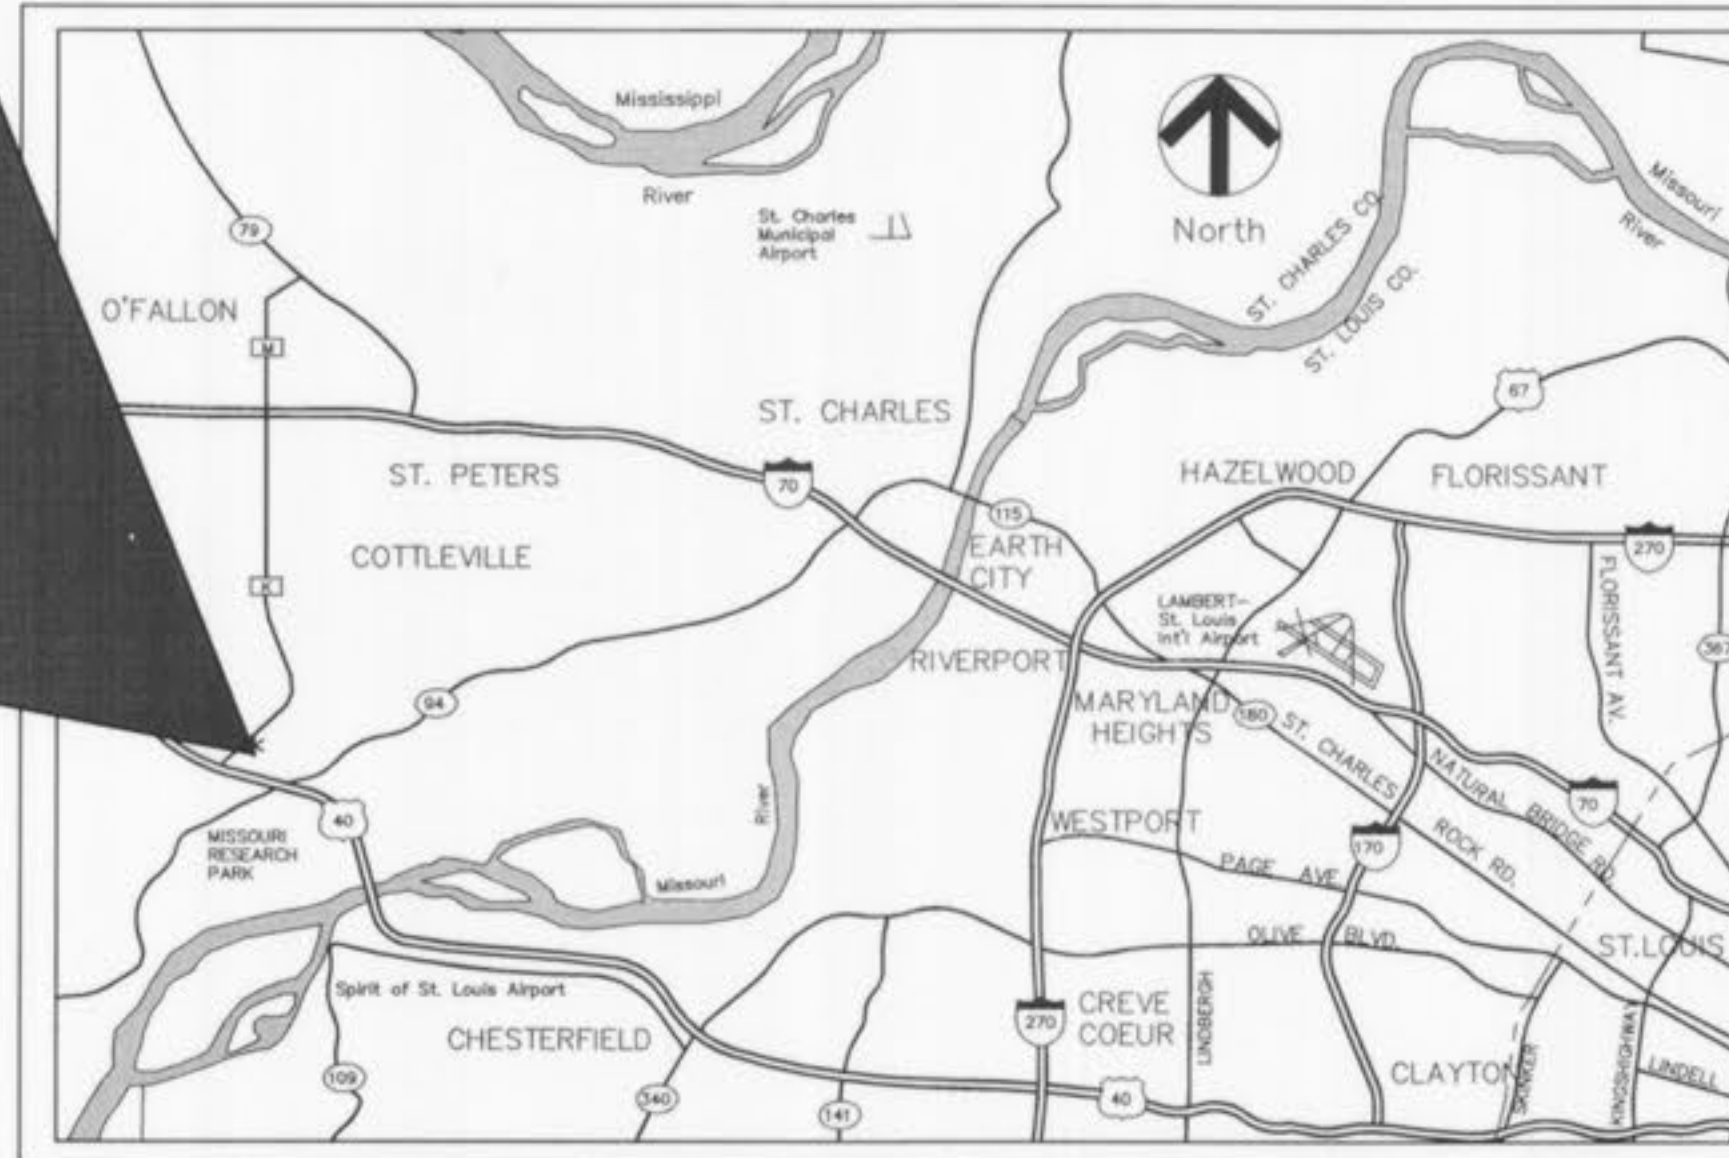 Mississippi
River
St. Charles
Municipal
Airport
North
ST. CHARLES CO.
ST. LOUIS CO.
Missouri
River
79
O'FALLON
M
67
ST. CHARLES
ST. PETERS
70
HAZELWOOD
FLORISSANT
115
EARTH
CITY
270
COTTLEVILLE
K
LAMBERT-
St. Louis
Int'l Airport
FLORISSANT AV.
367
RIVERPORT
94
MARYLAND
HEIGHTS
180
ST. CHARLES
ROCK RD.
NATURAL BRIDGE RD.
70
River
40
MISSOURI
RESEARCH
PARK
WESTPORT
170
PAGE AVE
Missouri
OLIVE BLVD.
ST.LOUIS
Spirit of St. Louis Airport
CHESTERFIELD
270
CREVE
COEUR
LINDBERGH
CLAYTON
SKINKER
KINGSHIGHWAY
LINDELL
109
340
141
40